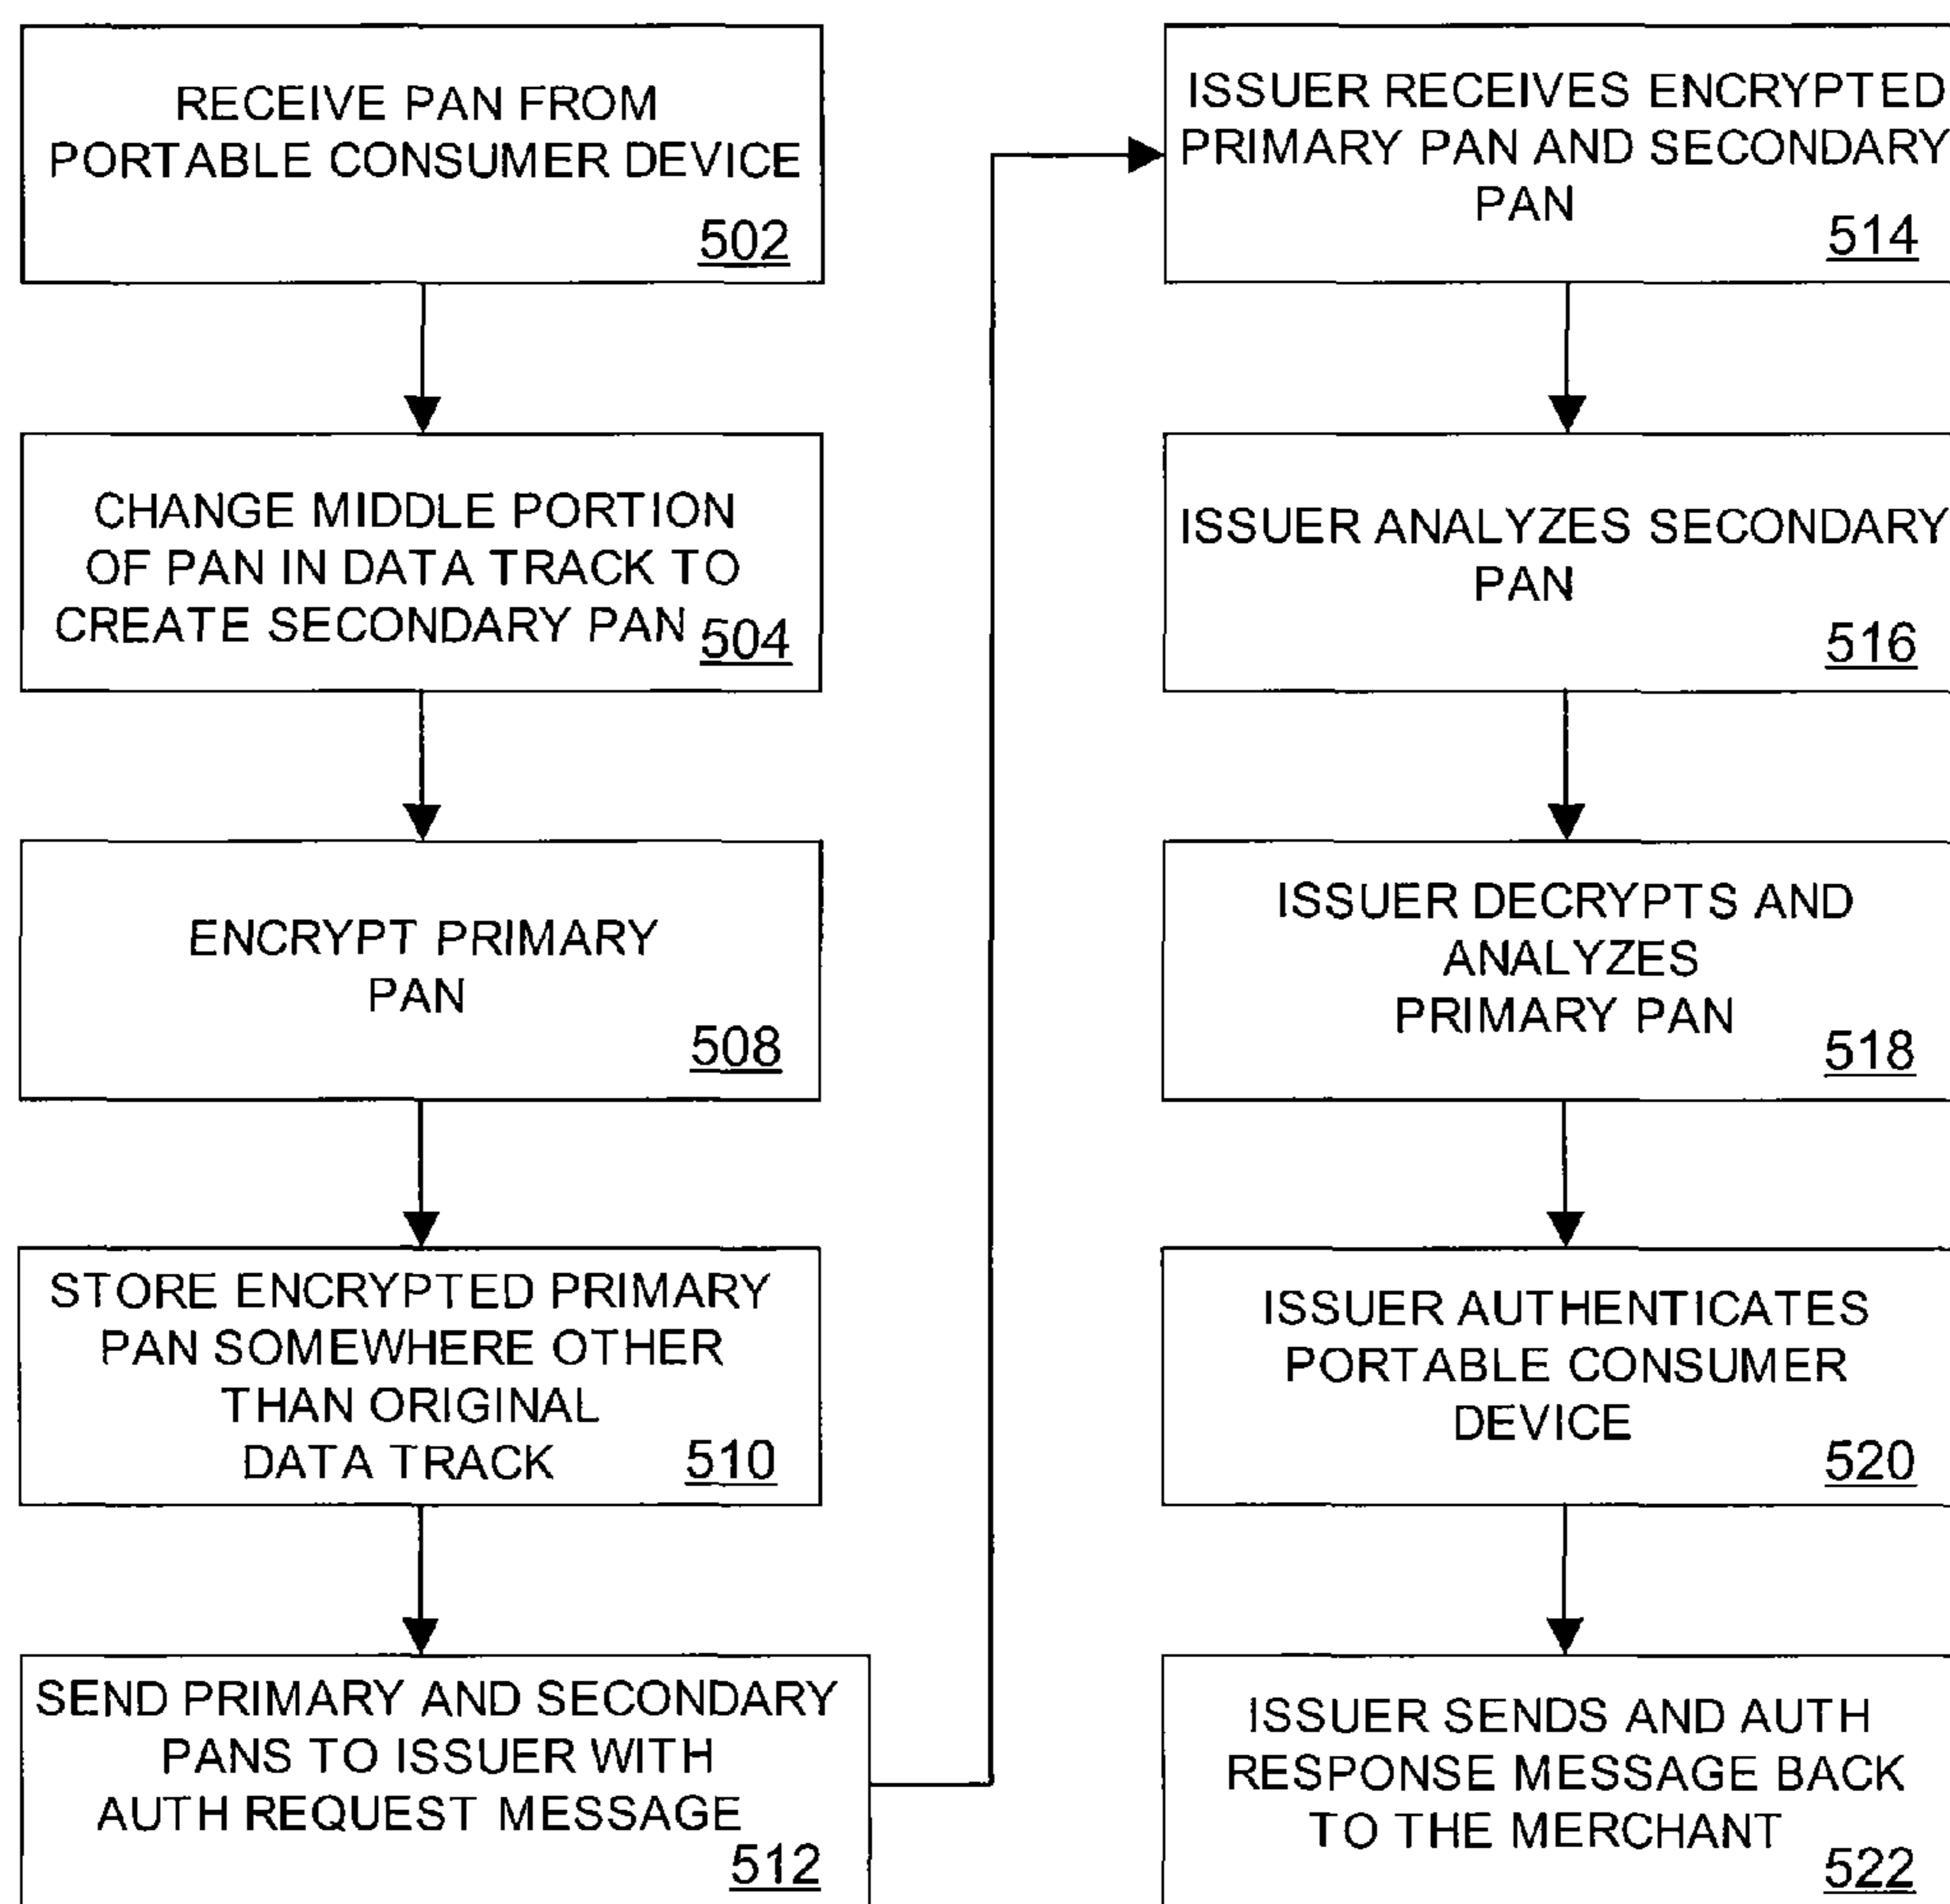 RECEIVE PAN FROM
PORTABLE CONSUMER DEVICE
502
CHANGE MIDDLE PORTION
OF PAN IN DATA TRACK TO
CREATE SECONDARY PAN 504
ENCRYPT PRIMARY
PAN
508
STORE ENCRYPTED PRIMARY
PAN SOMEWHERE OTHER
THAN ORIGINAL
DATA TRACK 510
SEND PRIMARY AND SECONDARY
PANS TO ISSUER WITH
AUTH REQUEST MESSAGE
512
ISSUER RECEIVES ENCRYPTED
PRIMARY PAN AND SECONDARY
PAN
514
ISSUER ANALYZES SECONDARY
PAN
516
ISSUER DECRYPTS AND
ANALYZES
PRIMARY PAN
518
ISSUER AUTHENTICATES
PORTABLE CONSUMER
DEVICE
520
ISSUER SENDS AND AUTH
RESPONSE MESSAGE BACK
TO THE MERCHANT
522